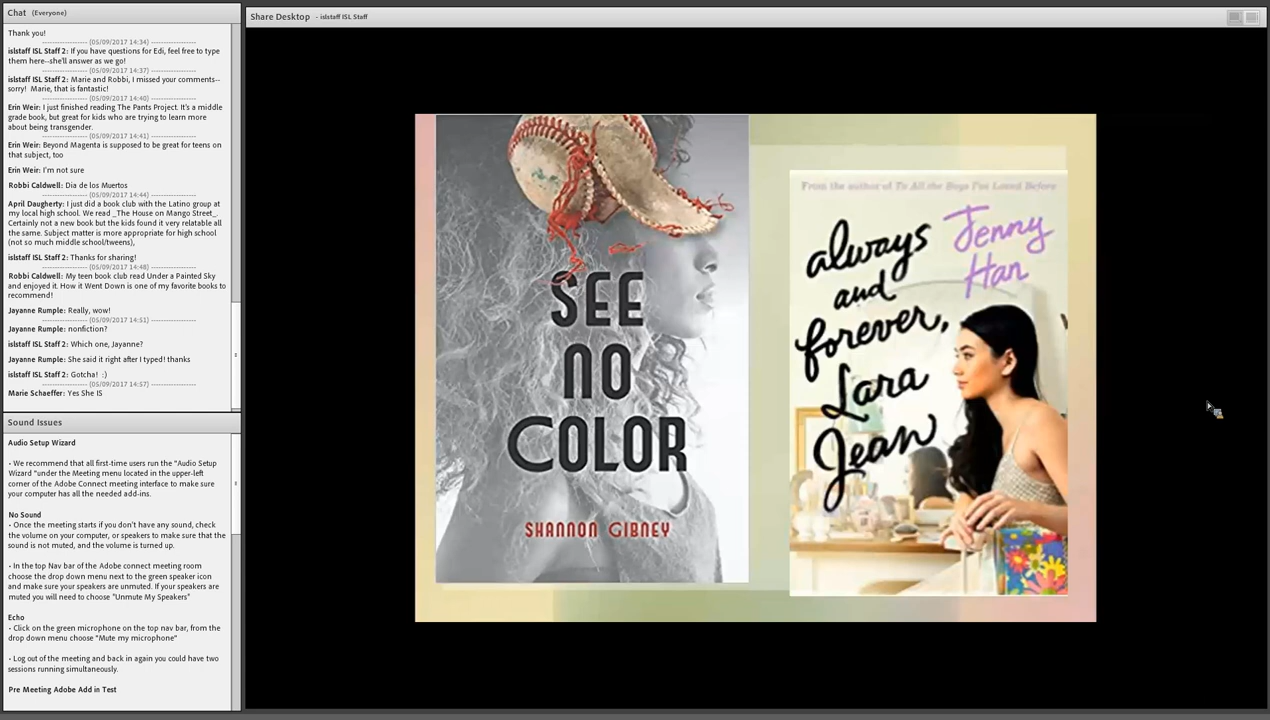 Chat (Everyone)
Thank you!
------------------ (05/09/2017 14:34) ------------------
islstaff ISL Staff 2: If you have questions for Edi, feel free to type
them here--she'll answer as we go!
------------------ (05/09/2017 14:37) ------------------
islstaff ISL Staff 2: Marie and Robbi, I missed your comments--
sorry! Marie, that is fantastic!
------------------ (05/09/2017 14:40) ------------------
Erin Weir: I just finished reading The Pants Project. It's a middle
grade book, but great for kids who are trying to learn more
about being transgender.
------------------ (05/09/2017 14:41) ------------------
Erin Weir: Beyond Magenta is supposed to be great for teens on
that subject, too
Erin Weir: I'm not sure
Robbi Caldwell: Dia de los Muertos
------------------ (05/09/2017 14:44) ------------------
April Daugherty: I just did a book club with the Latino group at
my local high school. We read _The House on Mango Street_.
Certainly not a new book but the kids found it very relatable all
the same. Subject matter is more appropriate for high school
(not so much middle school/tweens),
islstaff ISL Staff 2: Thanks for sharing!
------------------ (05/09/2017 14:48) ------------------
Robbi Caldwell: My teen book club read Under a Painted Sky
and enjoyed it. How it Went Down is one of my favorite books to
recommend!
Jayanne Rumple: Really, wow!
------------------ (05/09/2017 14:51) ------------------
Jayanne Rumple: nonfiction?
islstaff ISL Staff 2: Which one, Jayanne?
Jayanne Rumple: She said it right after I typed! thanks
islstaff ISL Staff 2: Gotcha! :)
------------------ (05/09/2017 14:57) ------------------
Marie Schaeffer: Yes She IS
Sound Issues
Audio Setup Wizard
• We recommend that all first-time users run the "Audio Setup
Wizard "under the Meeting menu located in the upper-left
corner of the Adobe Connect meeting interface to make sure
your computer has all the needed add-ins.
No Sound
• Once the meeting starts if you don't have any sound, check
the volume on your computer, or speakers to make sure that the
sound is not muted, and the volume is turned up.
• In the top Nav bar of the Adobe connect meeting room
choose the drop down menu next to the green speaker icon
and make sure your speakers are unmuted. If your speakers are
muted you will need to choose "Unmute My Speakers"
Echo
• Click on the green microphone on the top nav bar, from the
drop down menu choose "Mute my microphone"
• Log out of the meeting and back in again you could have two
sessions running simultaneously.
Pre Meeting Adobe Add in Test
Share Desktop - islstaff ISL Staff
SEE
NO
COLOR
SHANNON GIBNEY
From the author of To All the Boys I've Loved Before
always
and
forever,
Lara
Jean
Jenny
Han